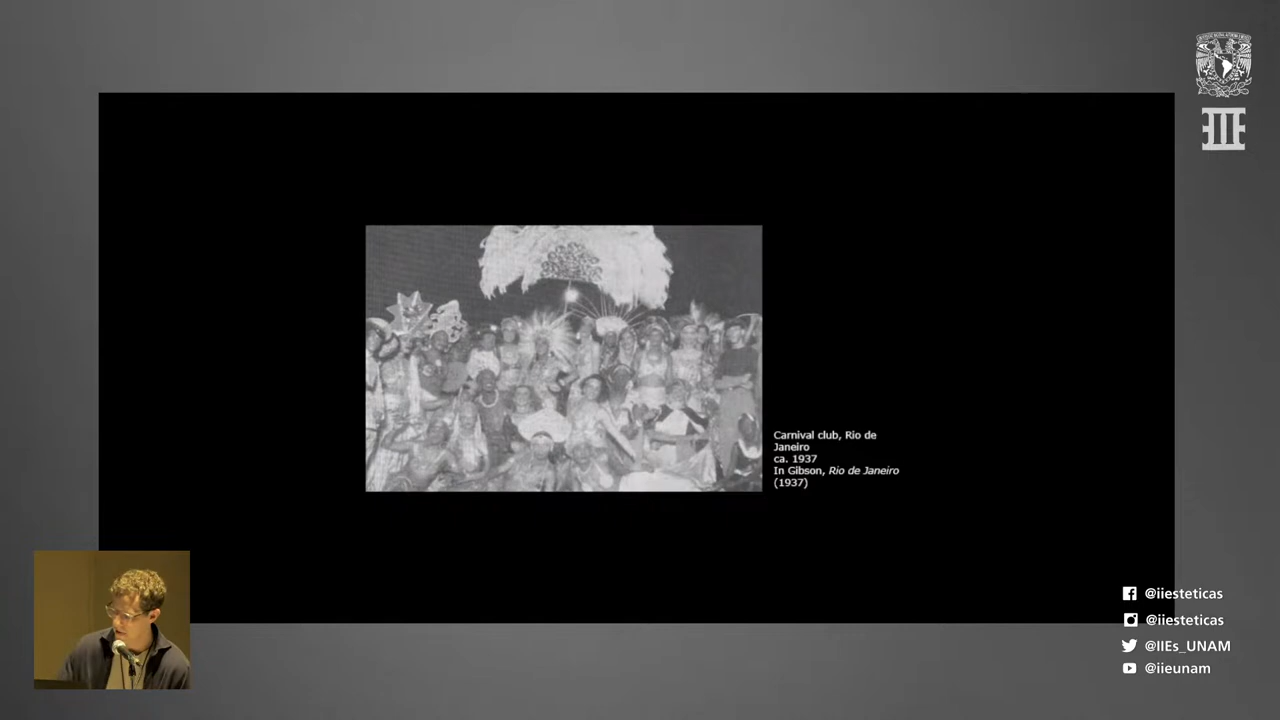 Carnival club, Rio de
Janeiro
ca. 1937
In Gibson, Rio de Janeiro
(1937)
@iiesteticas
@iiesteticas
@IIEs_UNAM
@iieunam